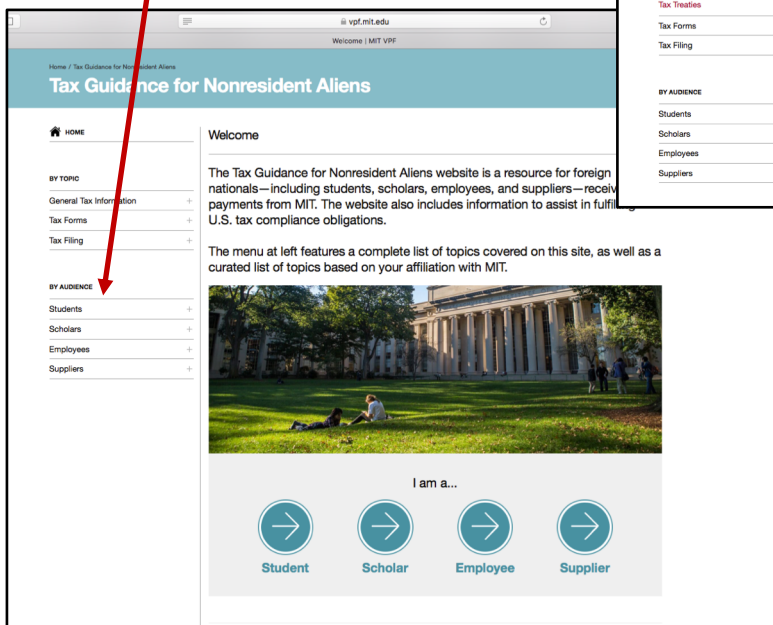 vpf.mit.edu
Welcome | MIT VPF
Home / Tax Guidance for Nonresident Aliens
Tax Guidance for Nonresident Aliens
HOME
BY TOPIC
General Tax Information +
Tax Forms +
Tax Filing +
BY AUDIENCE
Students +
Scholars +
Employees +
Suppliers +
Welcome
The Tax Guidance for Nonresident Aliens website is a resource for foreign
nationals—including students, scholars, employees, and suppliers—
payments from MIT. The website also includes information to assist in
U.S. tax compliance obligations.
The menu at left features a complete list of topics covered on this site, as well as a
curated list of topics based on your affiliation with MIT.
I am a...
Student Scholar Employee Supplier
Tax Treaties
Tax Forms
Tax Filing
BY AUDIENCE
Students
Scholars
Employees
Suppliers